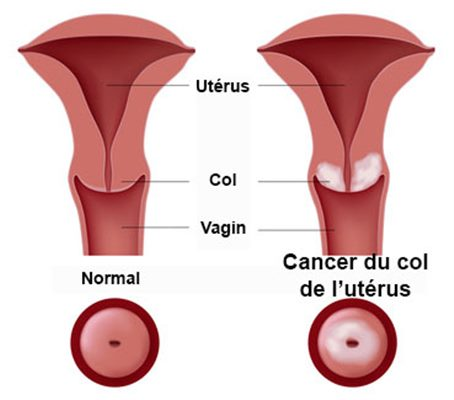 Utérus
Col
Vagin
Normal
Cancer du col
de l'utérus